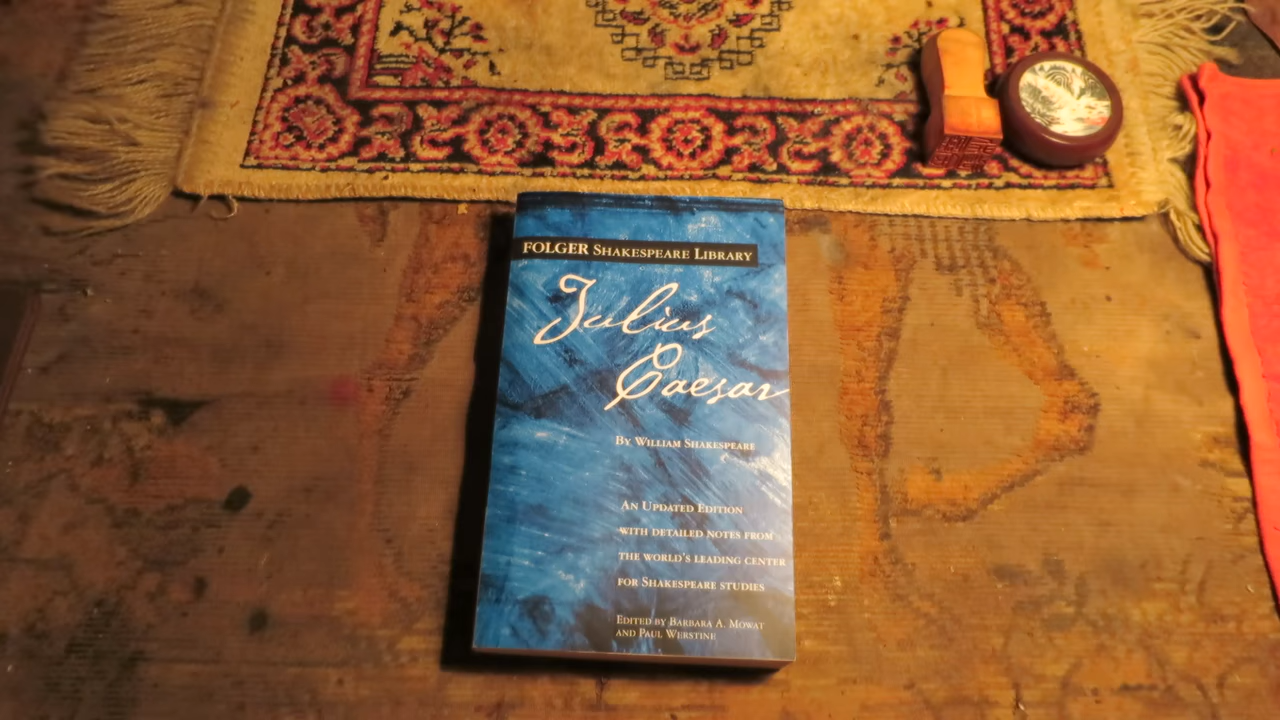 FOLGER SHAKESPEARE LIBRARY
Julius
Caesar
BY WILLIAM SHAKESPEARE
AN UPDATED EDITION
WITH DETAILED NOTES FROM
THE WORLD'S LEADING CENTER
FOR SHAKESPEARE STUDIES
EDITED BY BARBARA A. MOWAT
AND PAUL WERSTINE